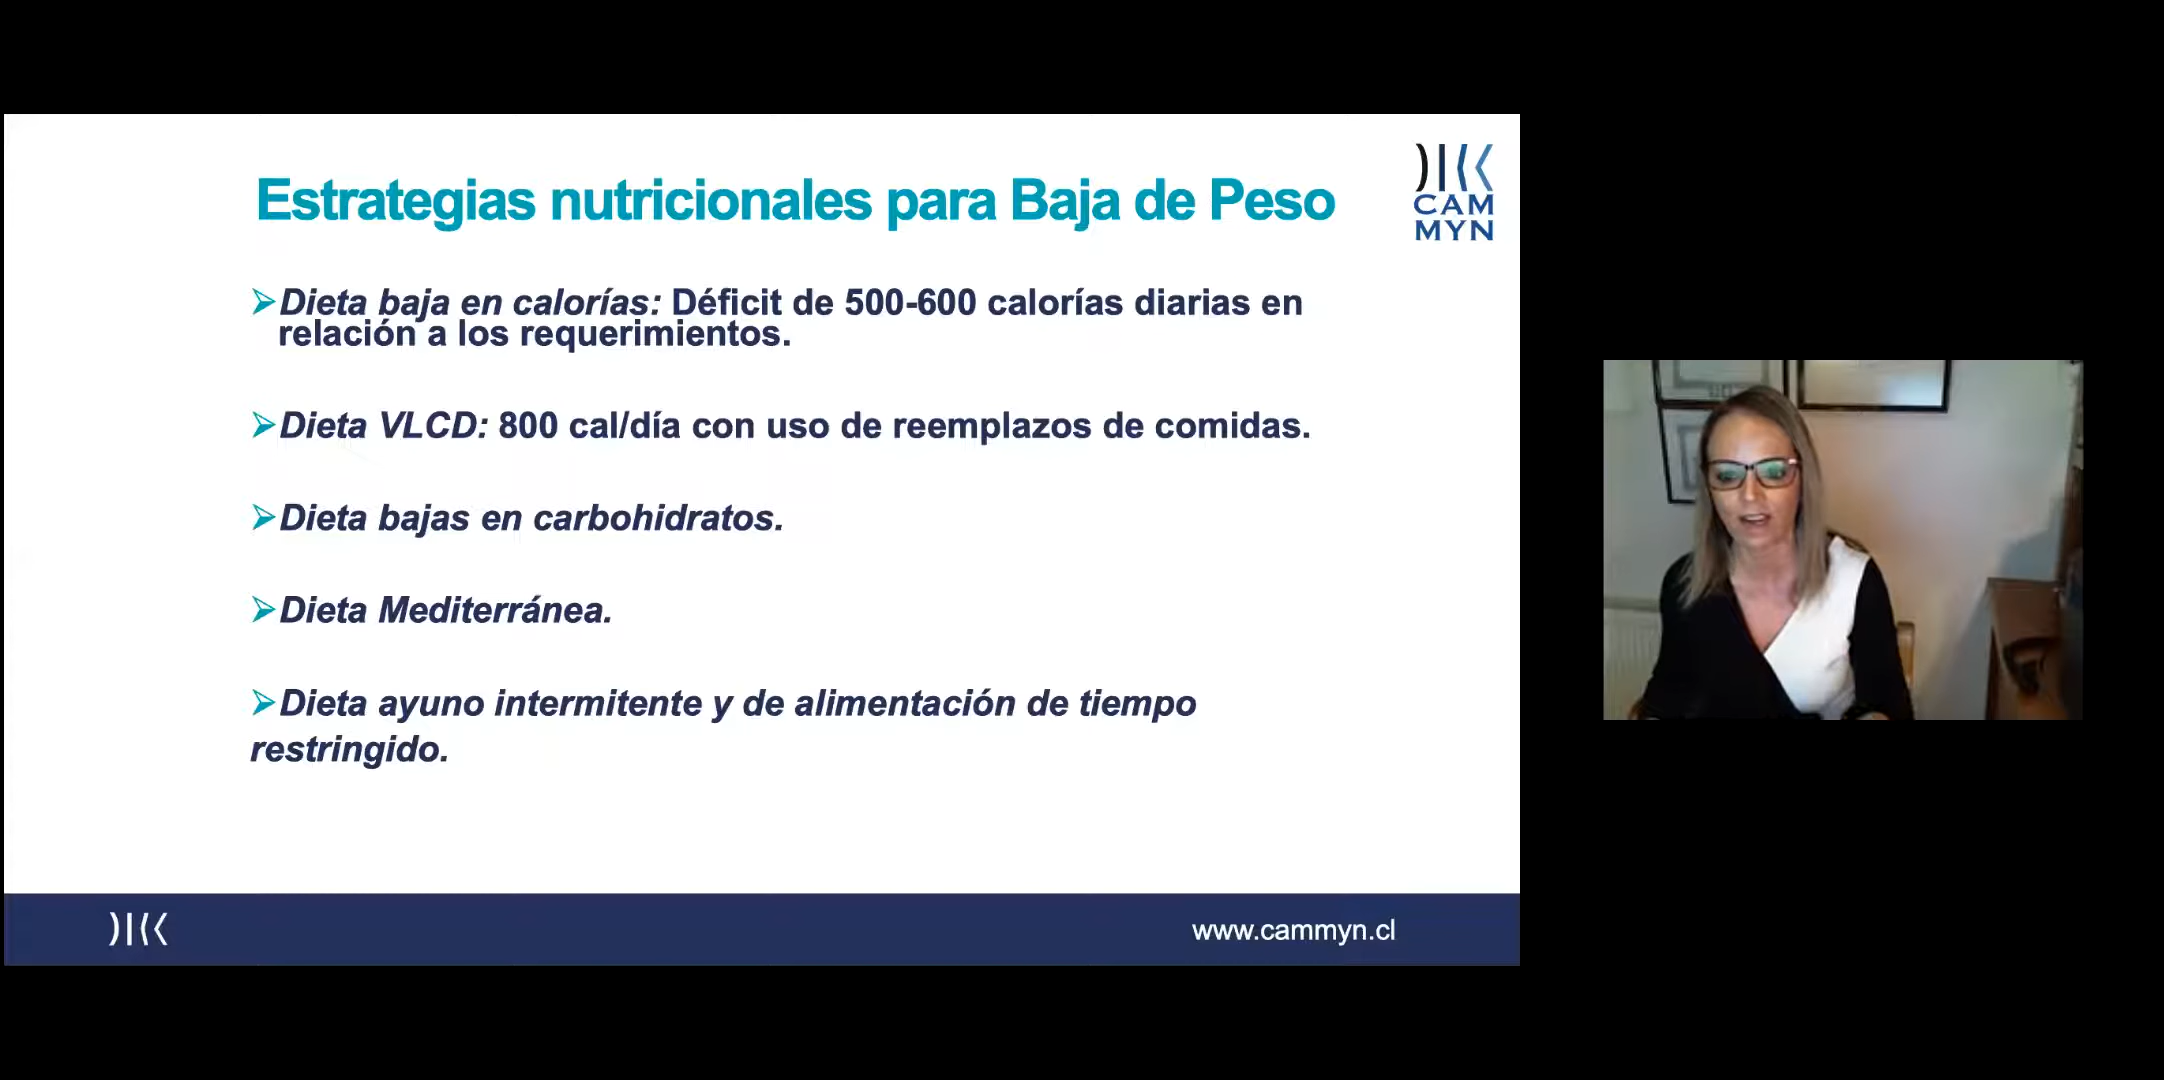 Estrategias nutricionales para Baja de Peso
CAM
MYN
➢Dieta baja en calorías: Déficit de 500-600 calorías diarias en
relación a los requerimientos.
➢Dieta VLCD: 800 cal/día con uso de reemplazos de comidas.
➢Dieta bajas en carbohidratos.
➢Dieta Mediterránea.
➢Dieta ayuno intermitente y de alimentación de tiempo
restringido.
www.cammyn.cl